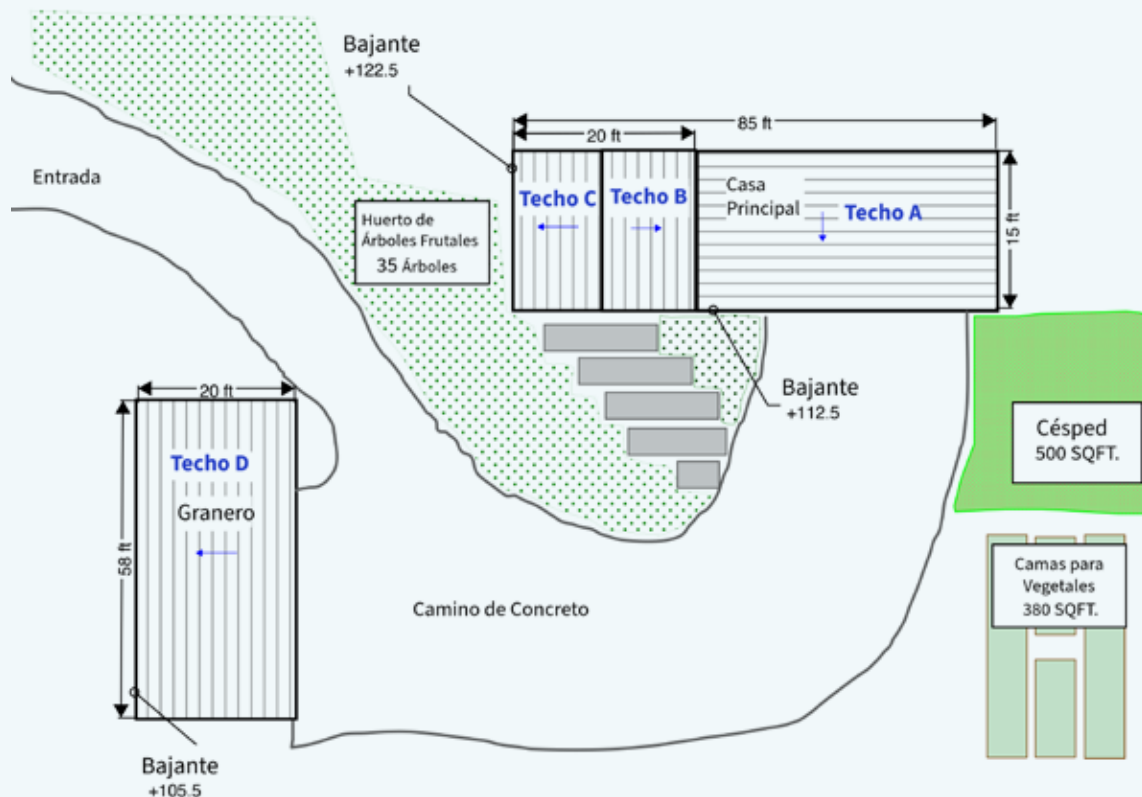 Bajante
+122.5
85 ft
20 ft
Entrada
Techo C
Techo B
Casa
Principal
Techo A
15 ft
Huerto de
Árboles Frutales
35 Árboles
Bajante
+112.5
20 ft
Techo D
Granero
58 ft
Césped
500 SQFT.
Camas para
Vegetales
380 SQFT.
Camino de Concreto
Bajante
+105.5